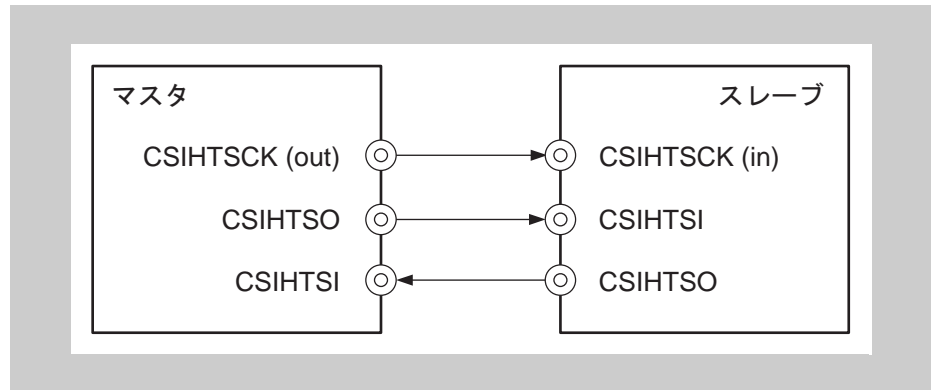 マスタ
CSIHTSCK (out)
CSIHTSO
CSIHTSI
スレーブ
CSIHTSCK (in)
CSIHTSI
CSIHTSO